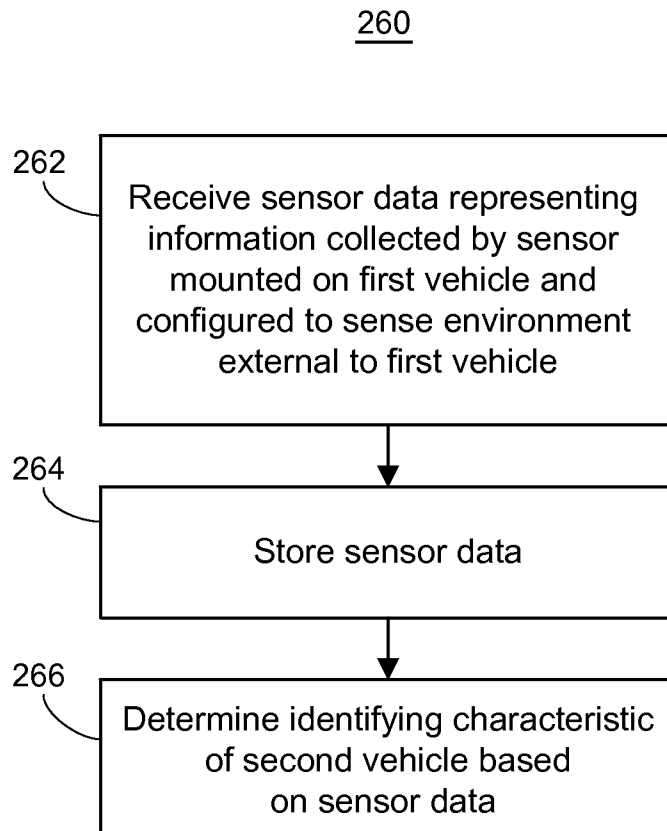 260
262
Receive sensor data representing
information collected by sensor
mounted on first vehicle and
configured to sense environment
external to first vehicle
264
Store sensor data
266
Determine identifying characteristic
of second vehicle based
on sensor data